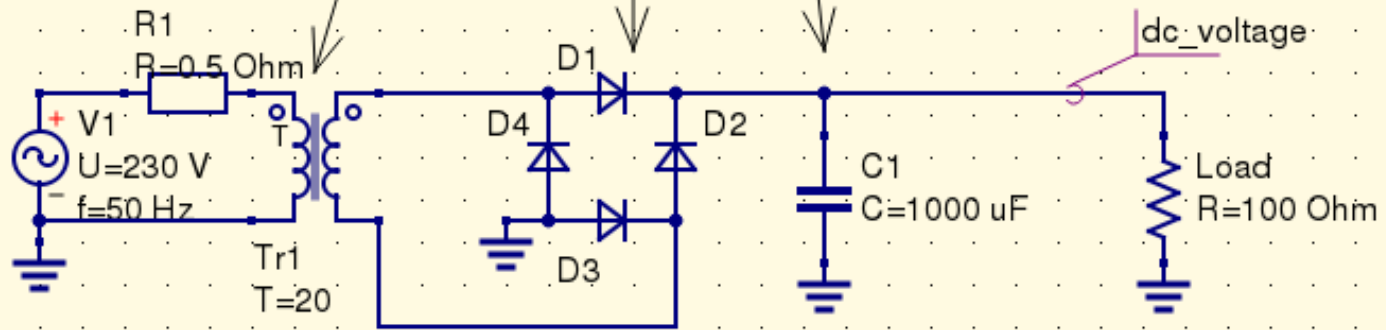 R1
R=0.5 Ohm
V1
U=230 V
f=50 Hz
T
Tr1
T=20
D1
D4
D2
D3
C1
C=1000 uF
dc_voltage
Load
R=100 Ohm